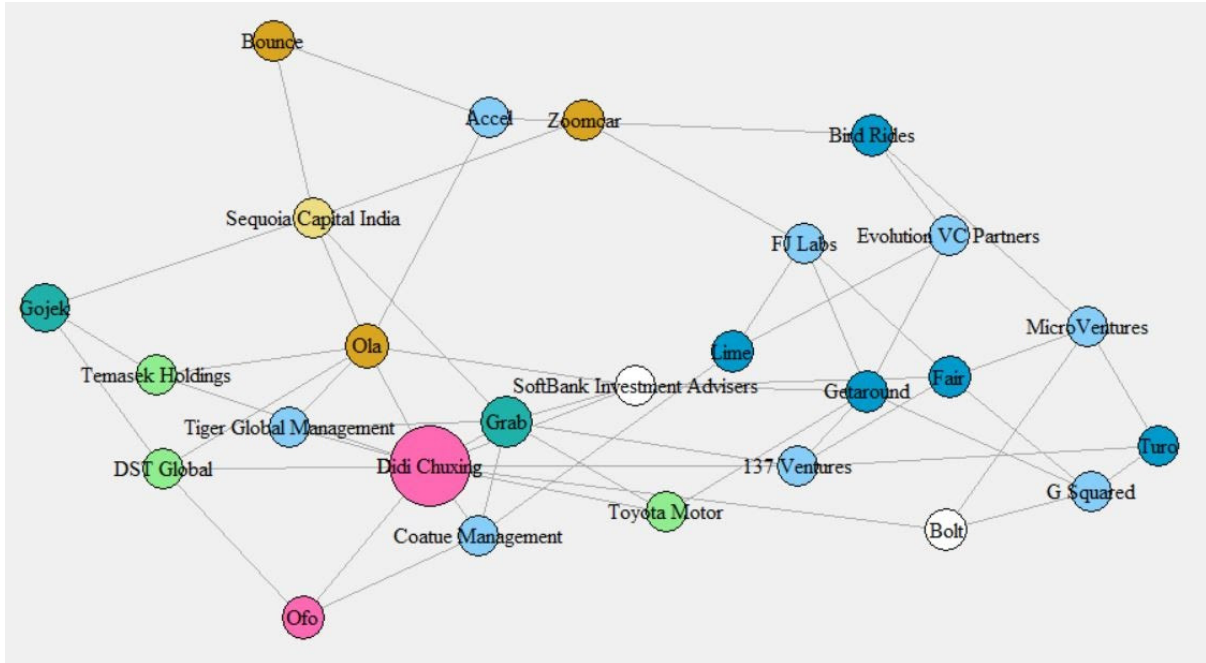 Bounce
Accel
Zoomcar
Bird Rides
Sequoia Capital India
FJ Labs
Evolution VC Partners
Gojek
MicroVentures
Ola
Lime
Temasek Holdings
SoftBank Investment Advisers
Fair
Getaround
Tiger Global Management
Grab
Turo
DST Global
Didi Chuxing
137 Ventures
G Squared
Toyota Motor
Bolt
Coatue Management
Ofo